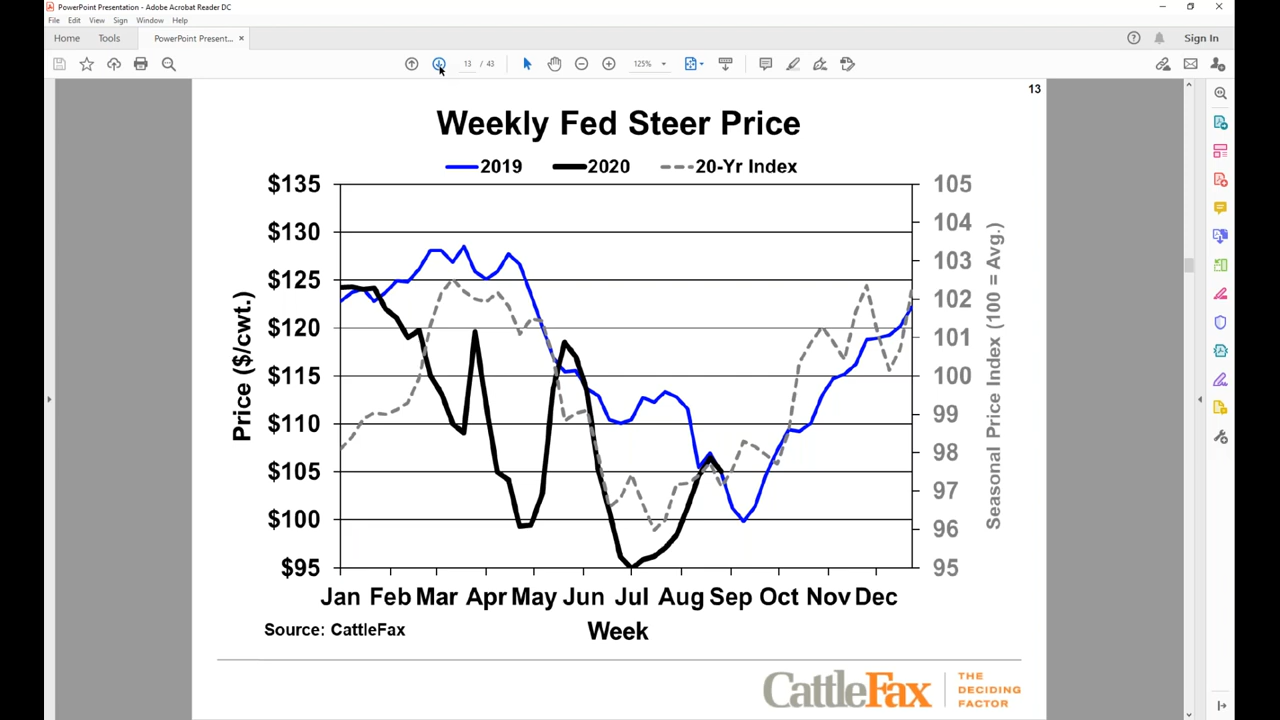 PowerPoint Presentation - Adobe Acrobat Reader DC
File Edit View Sign Window Help
Home Tools PowerPoint Present... × Sign In
13 / 43 125%
13
Weekly Fed Steer Price
2019 2020 20-Yr Index
$135 105
104
$130
103
$125
102
$120
101
$115 100
$110
99
98
$105
97
$100
96
$95 95
Price ($/cwt.)
Seasonal Price Index (100 = Avg.)
Jan Feb Mar Apr May Jun Jul Aug Sep Oct Nov Dec
Source: CattleFax
Week
CattleFax
THE
DECIDING
FACTOR